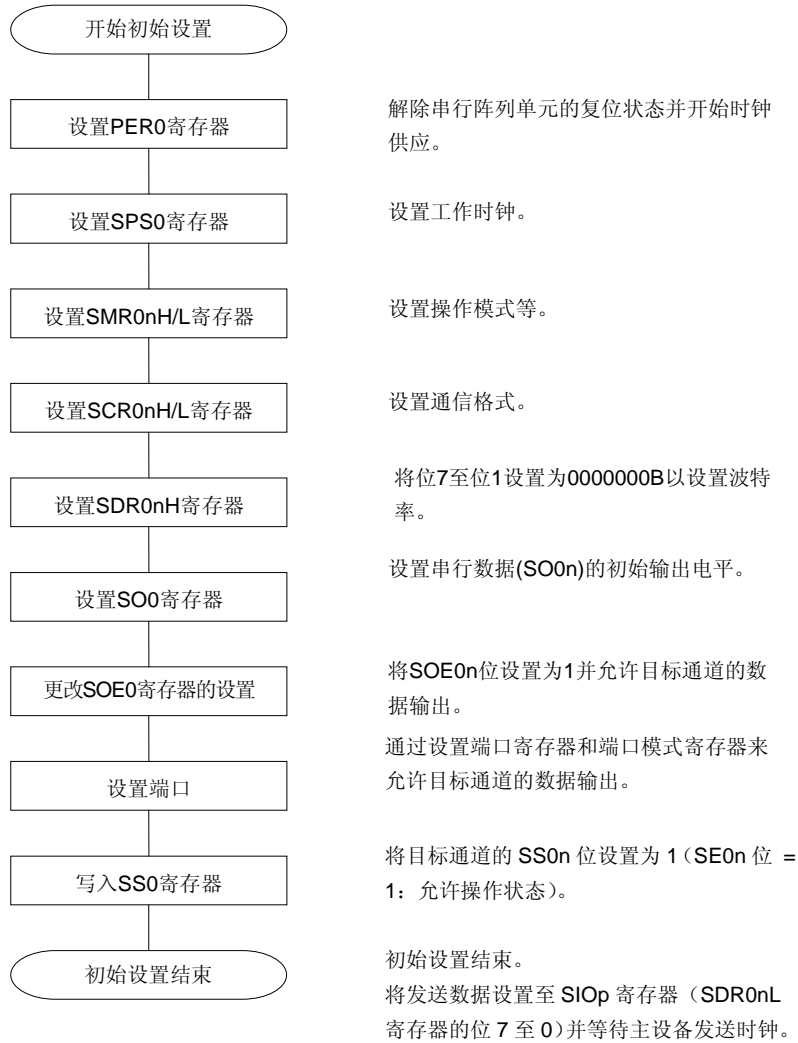 开始初始设置
设置PER0寄存器
解除串行阵列单元的复位状态并开始时钟
供应。
设置SPS0寄存器
设置工作时钟。
设置SMR0nH/L寄存器
设置操作模式等。
设置SCR0nH/L寄存器
设置通信格式。
设置SDR0nH寄存器
将位7至位1设置为0000000B以设置波特
率。
设置SO0寄存器
设置串行数据(SO0n)的初始输出电平。
更改SOE0寄存器的设置
将SOE0n位设置为1并允许目标通道的数
据输出。
设置端口
通过设置端口寄存器和端口模式寄存器来
允许目标通道的数据输出。
写入SS0寄存器
将目标通道的 SS0n 位设置为 1（SE0n 位 =
1：允许操作状态）。
初始设置结束
初始设置结束。
将发送数据设置至 SIOp 寄存器（SDR0nL
寄存器的位 7 至 0）并等待主设备发送时钟。